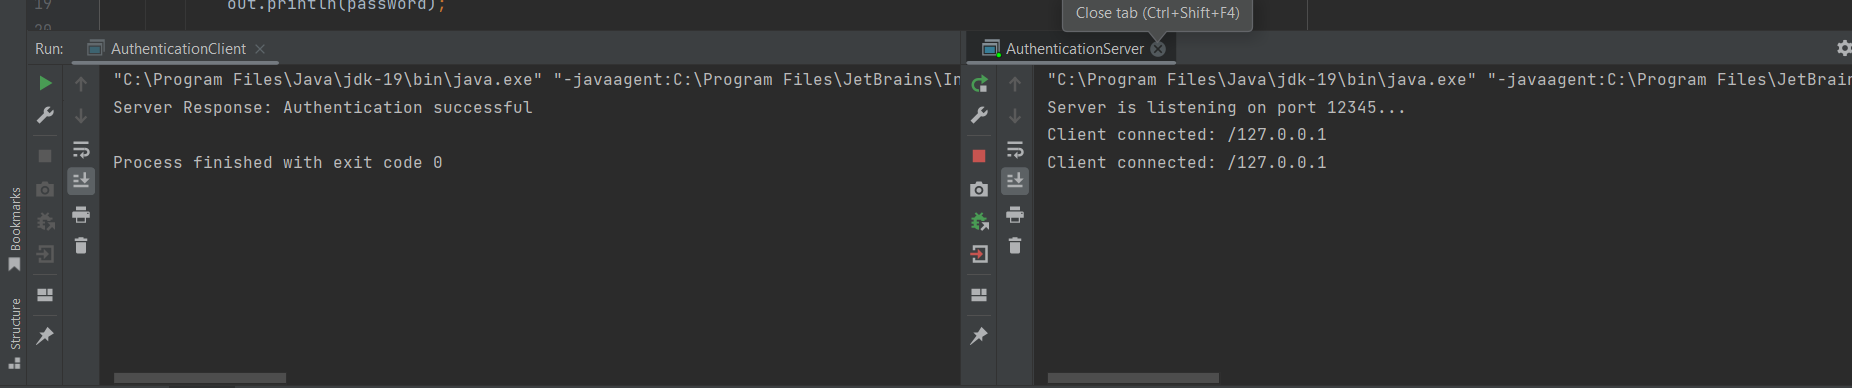 19
out.println(password);
20
Close tab (Ctrl+Shift+F4)
Run:
AuthenticationClient
AuthenticationServer
"C:\Program Files\Java\jdk-19\bin\java.exe" "-javaagent:C:\Program Files\JetBrains\In
Server Response: Authentication successful
Process finished with exit code 0
"C:\Program Files\Java\jdk-19\bin\java.exe" "-javaagent:C:\Program Files\JetBrain
Server is listening on port 12345...
Client connected: /127.0.0.1
Client connected: /127.0.0.1
Bookmarks
Structure